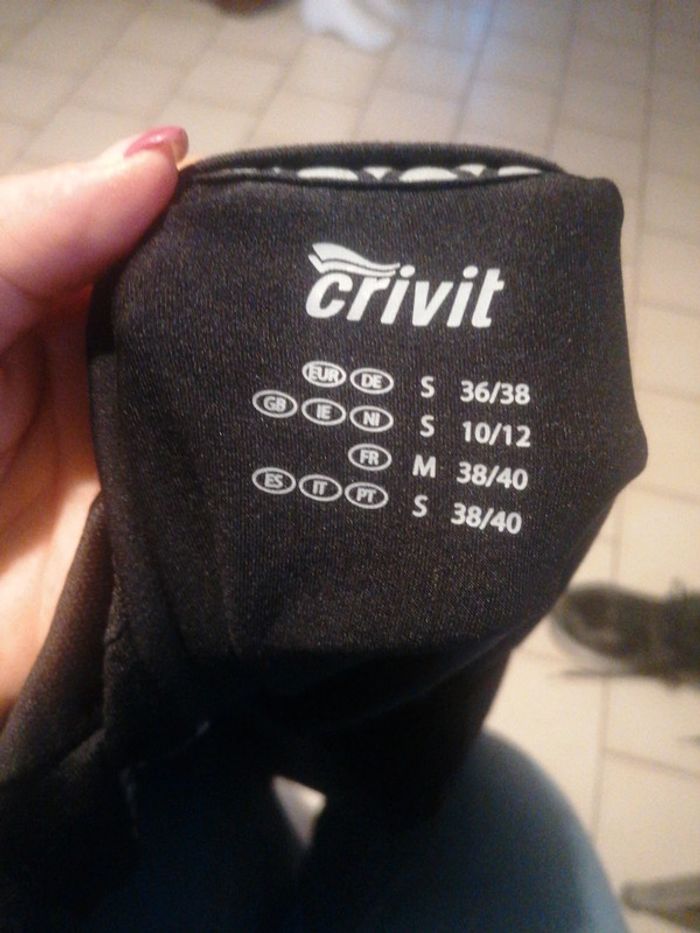 crivit
EUR DE S 36/38
GB IE NI S 10/12
FR M 38/40
ES IT PT S 38/40